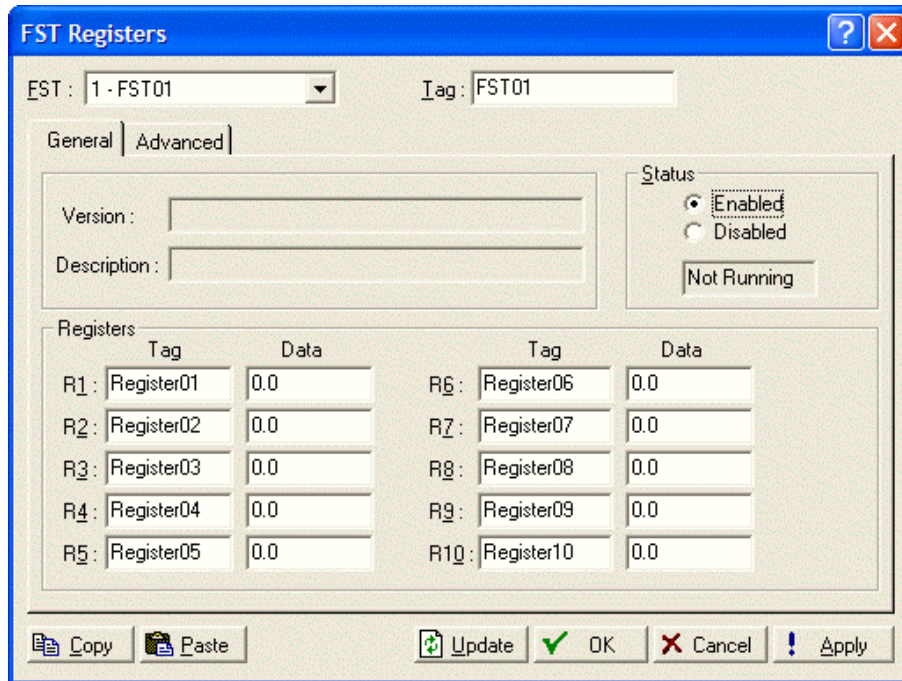 FST Registers
FST : 1 - FST01 Tag : FST01
General Advanced
Status
Version :
Enabled
Disabled
Description :
Not Running
Registers
Tag Data Tag Data
R1 : Register01 0.0 R6 : Register06 0.0
R2 : Register02 0.0 R7 : Register07 0.0
R3 : Register03 0.0 R8 : Register08 0.0
R4 : Register04 0.0 R9 : Register09 0.0
R5 : Register05 0.0 R10 : Register10 0.0
Copy Paste Update OK Cancel Apply